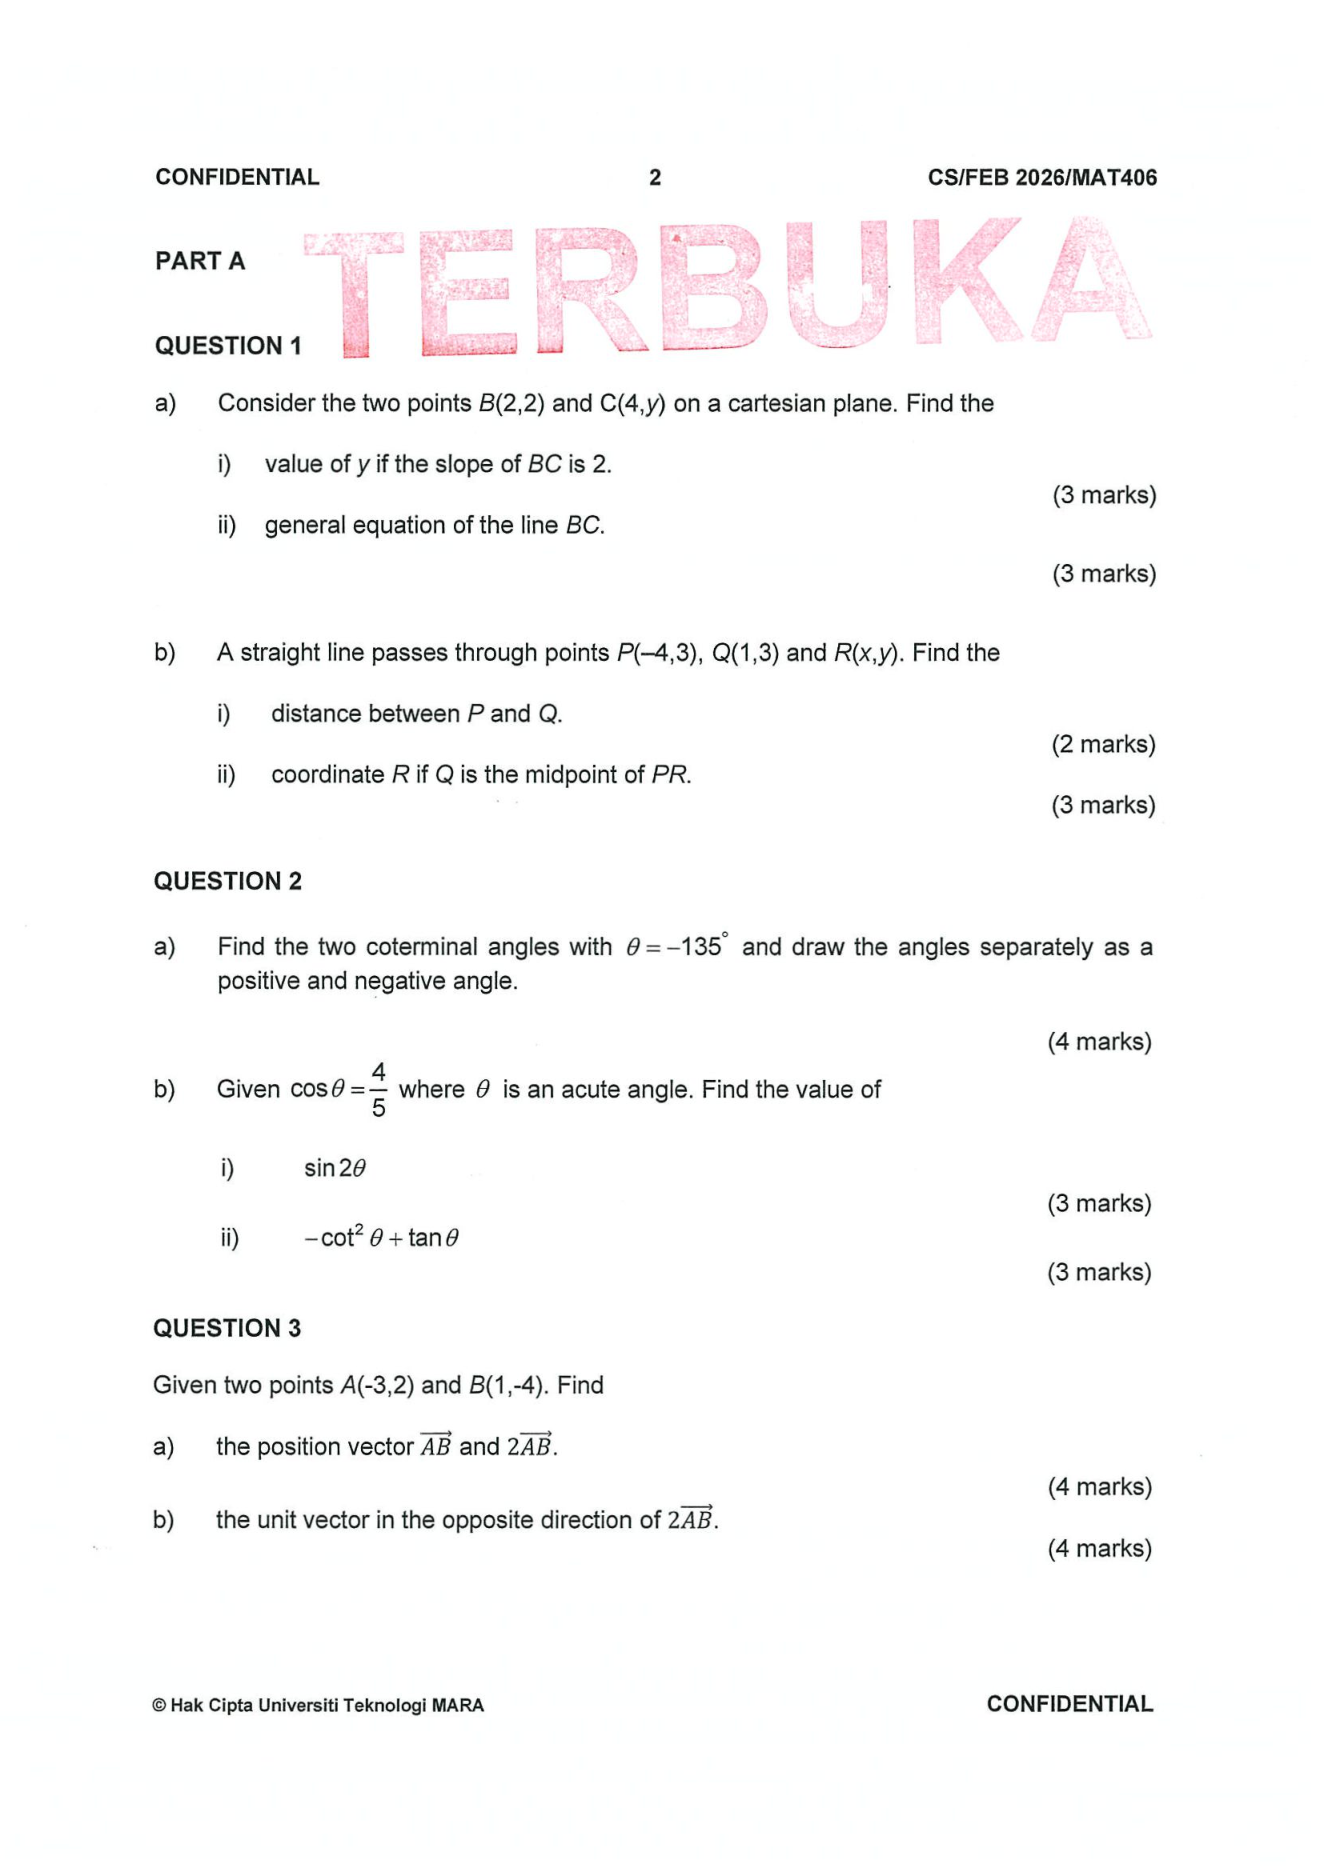 CONFIDENTIAL 2 CS/FEB 2026/MAT406
TERBUKA
PART A
QUESTION 1
a) Consider the two points B(2,2) and C(4,y) on a cartesian plane. Find the
i) value of y if the slope of BC is 2.
(3 marks)
ii) general equation of the line BC.
(3 marks)
b) A straight line passes through points P(–4,3), Q(1,3) and R(x,y). Find the
i) distance between P and Q.
(2 marks)
ii) coordinate R if Q is the midpoint of PR.
(3 marks)
QUESTION 2
a) Find the two coterminal angles with θ = –135° and draw the angles separately as a
positive and negative angle.
(4 marks)
b) Given cos θ = 4/5 where θ is an acute angle. Find the value of
i) sin 2θ
(3 marks)
ii) – cot² θ + tan θ
(3 marks)
QUESTION 3
Given two points A(-3,2) and B(1,-4). Find
a) the position vector \overrightarrow{AB} and 2\overrightarrow{AB}.
(4 marks)
b) the unit vector in the opposite direction of 2\overrightarrow{AB}.
(4 marks)
© Hak Cipta Universiti Teknologi MARA CONFIDENTIAL